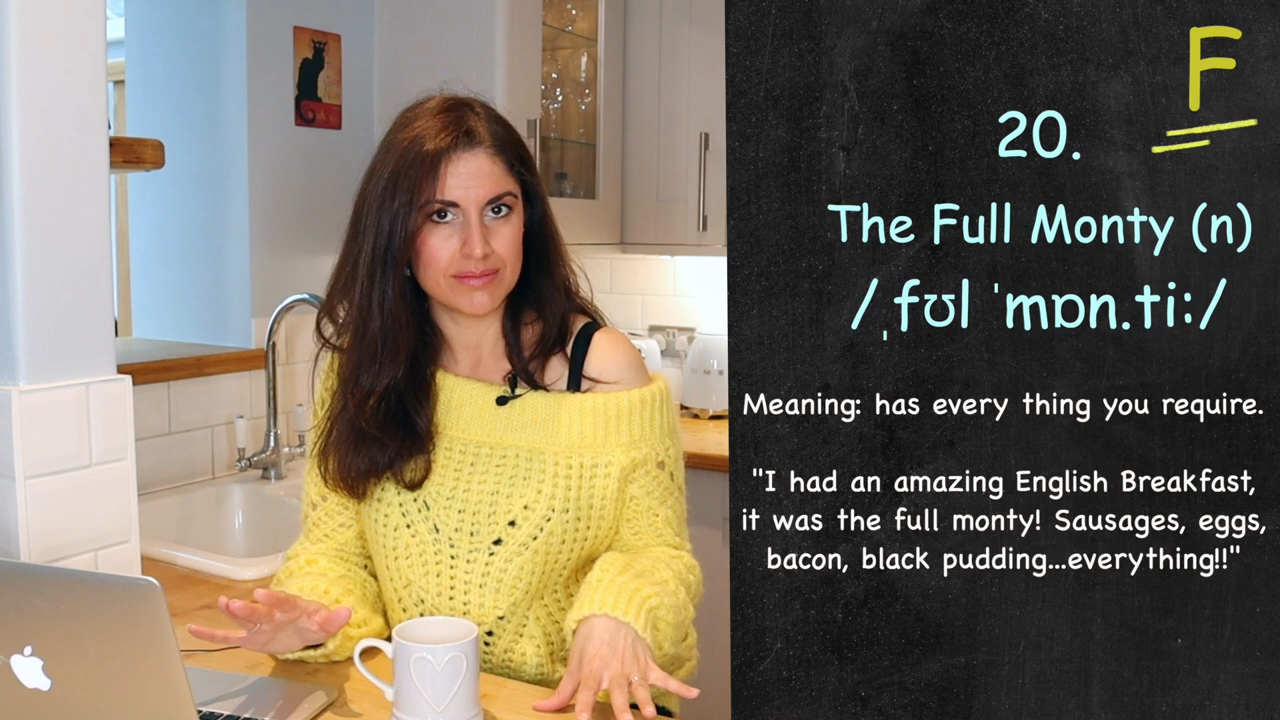 F
20.
The Full Monty (n)
/ˌfʊl ˈmɒn.tiː/
Meaning: has every thing you require.
"I had an amazing English Breakfast,
it was the full monty! Sausages, eggs,
bacon, black pudding...everything!!"